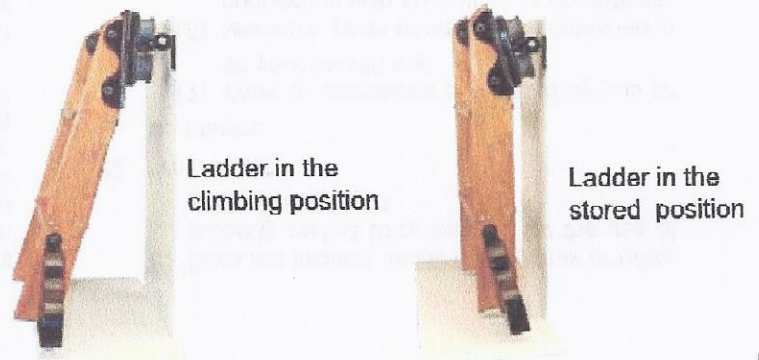 Ladder in the
climbing position
Ladder in the
stored position